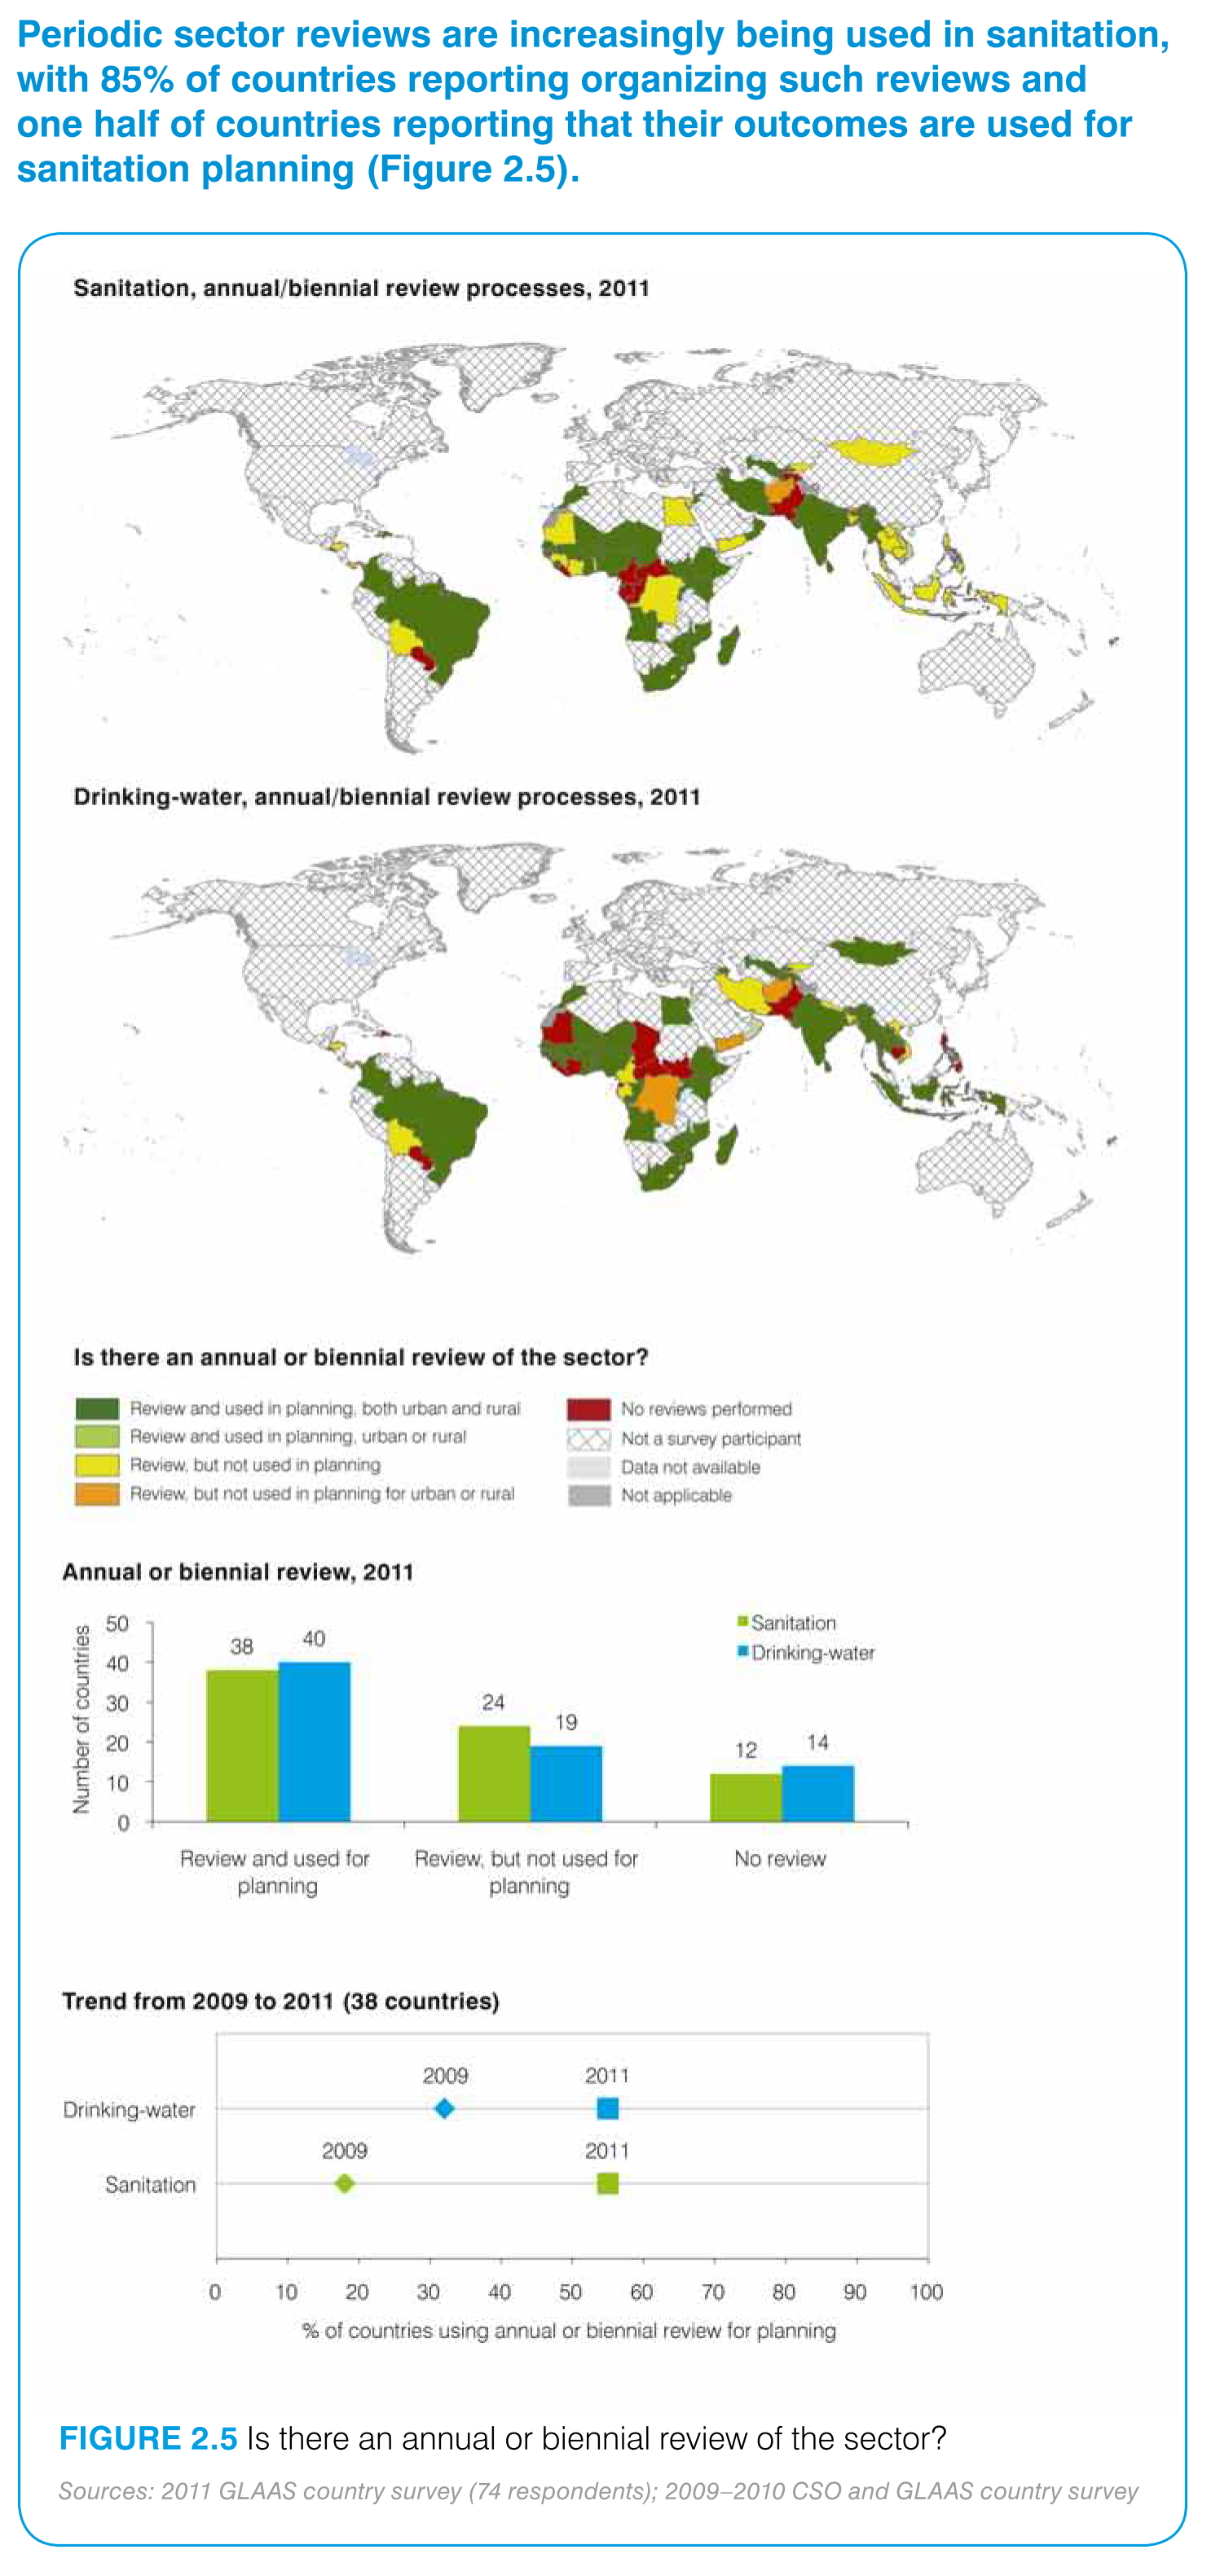 Periodic sector reviews are increasingly being used in sanitation,
with 85% of countries reporting organizing such reviews and
one half of countries reporting that their outcomes are used for
sanitation planning (Figure 2.5).
Sanitation, annual/biennial review processes, 2011
Drinking-water, annual/biennial review processes, 2011
Is there an annual or biennial review of the sector?
Review and used in planning, both urban and rural
Review and used in planning, urban or rural
Review, but not used in planning
Review, but not used in planning for urban or rural
No reviews performed
Not a survey participant
Data not available
Not applicable
Annual or biennial review, 2011
Number of countries
50
40
30
20
10
0
38
40
24
19
12
14
Sanitation
Drinking-water
Review and used for
planning
Review, but not used for
planning
No review
Trend from 2009 to 2011 (38 countries)
2009
2011
Drinking-water
2009
2011
Sanitation
0 10 20 30 40 50 60 70 80 90 100
% of countries using annual or biennial review for planning
FIGURE 2.5 Is there an annual or biennial review of the sector?
Sources: 2011 GLAAS country survey (74 respondents); 2009–2010 CSO and GLAAS country survey